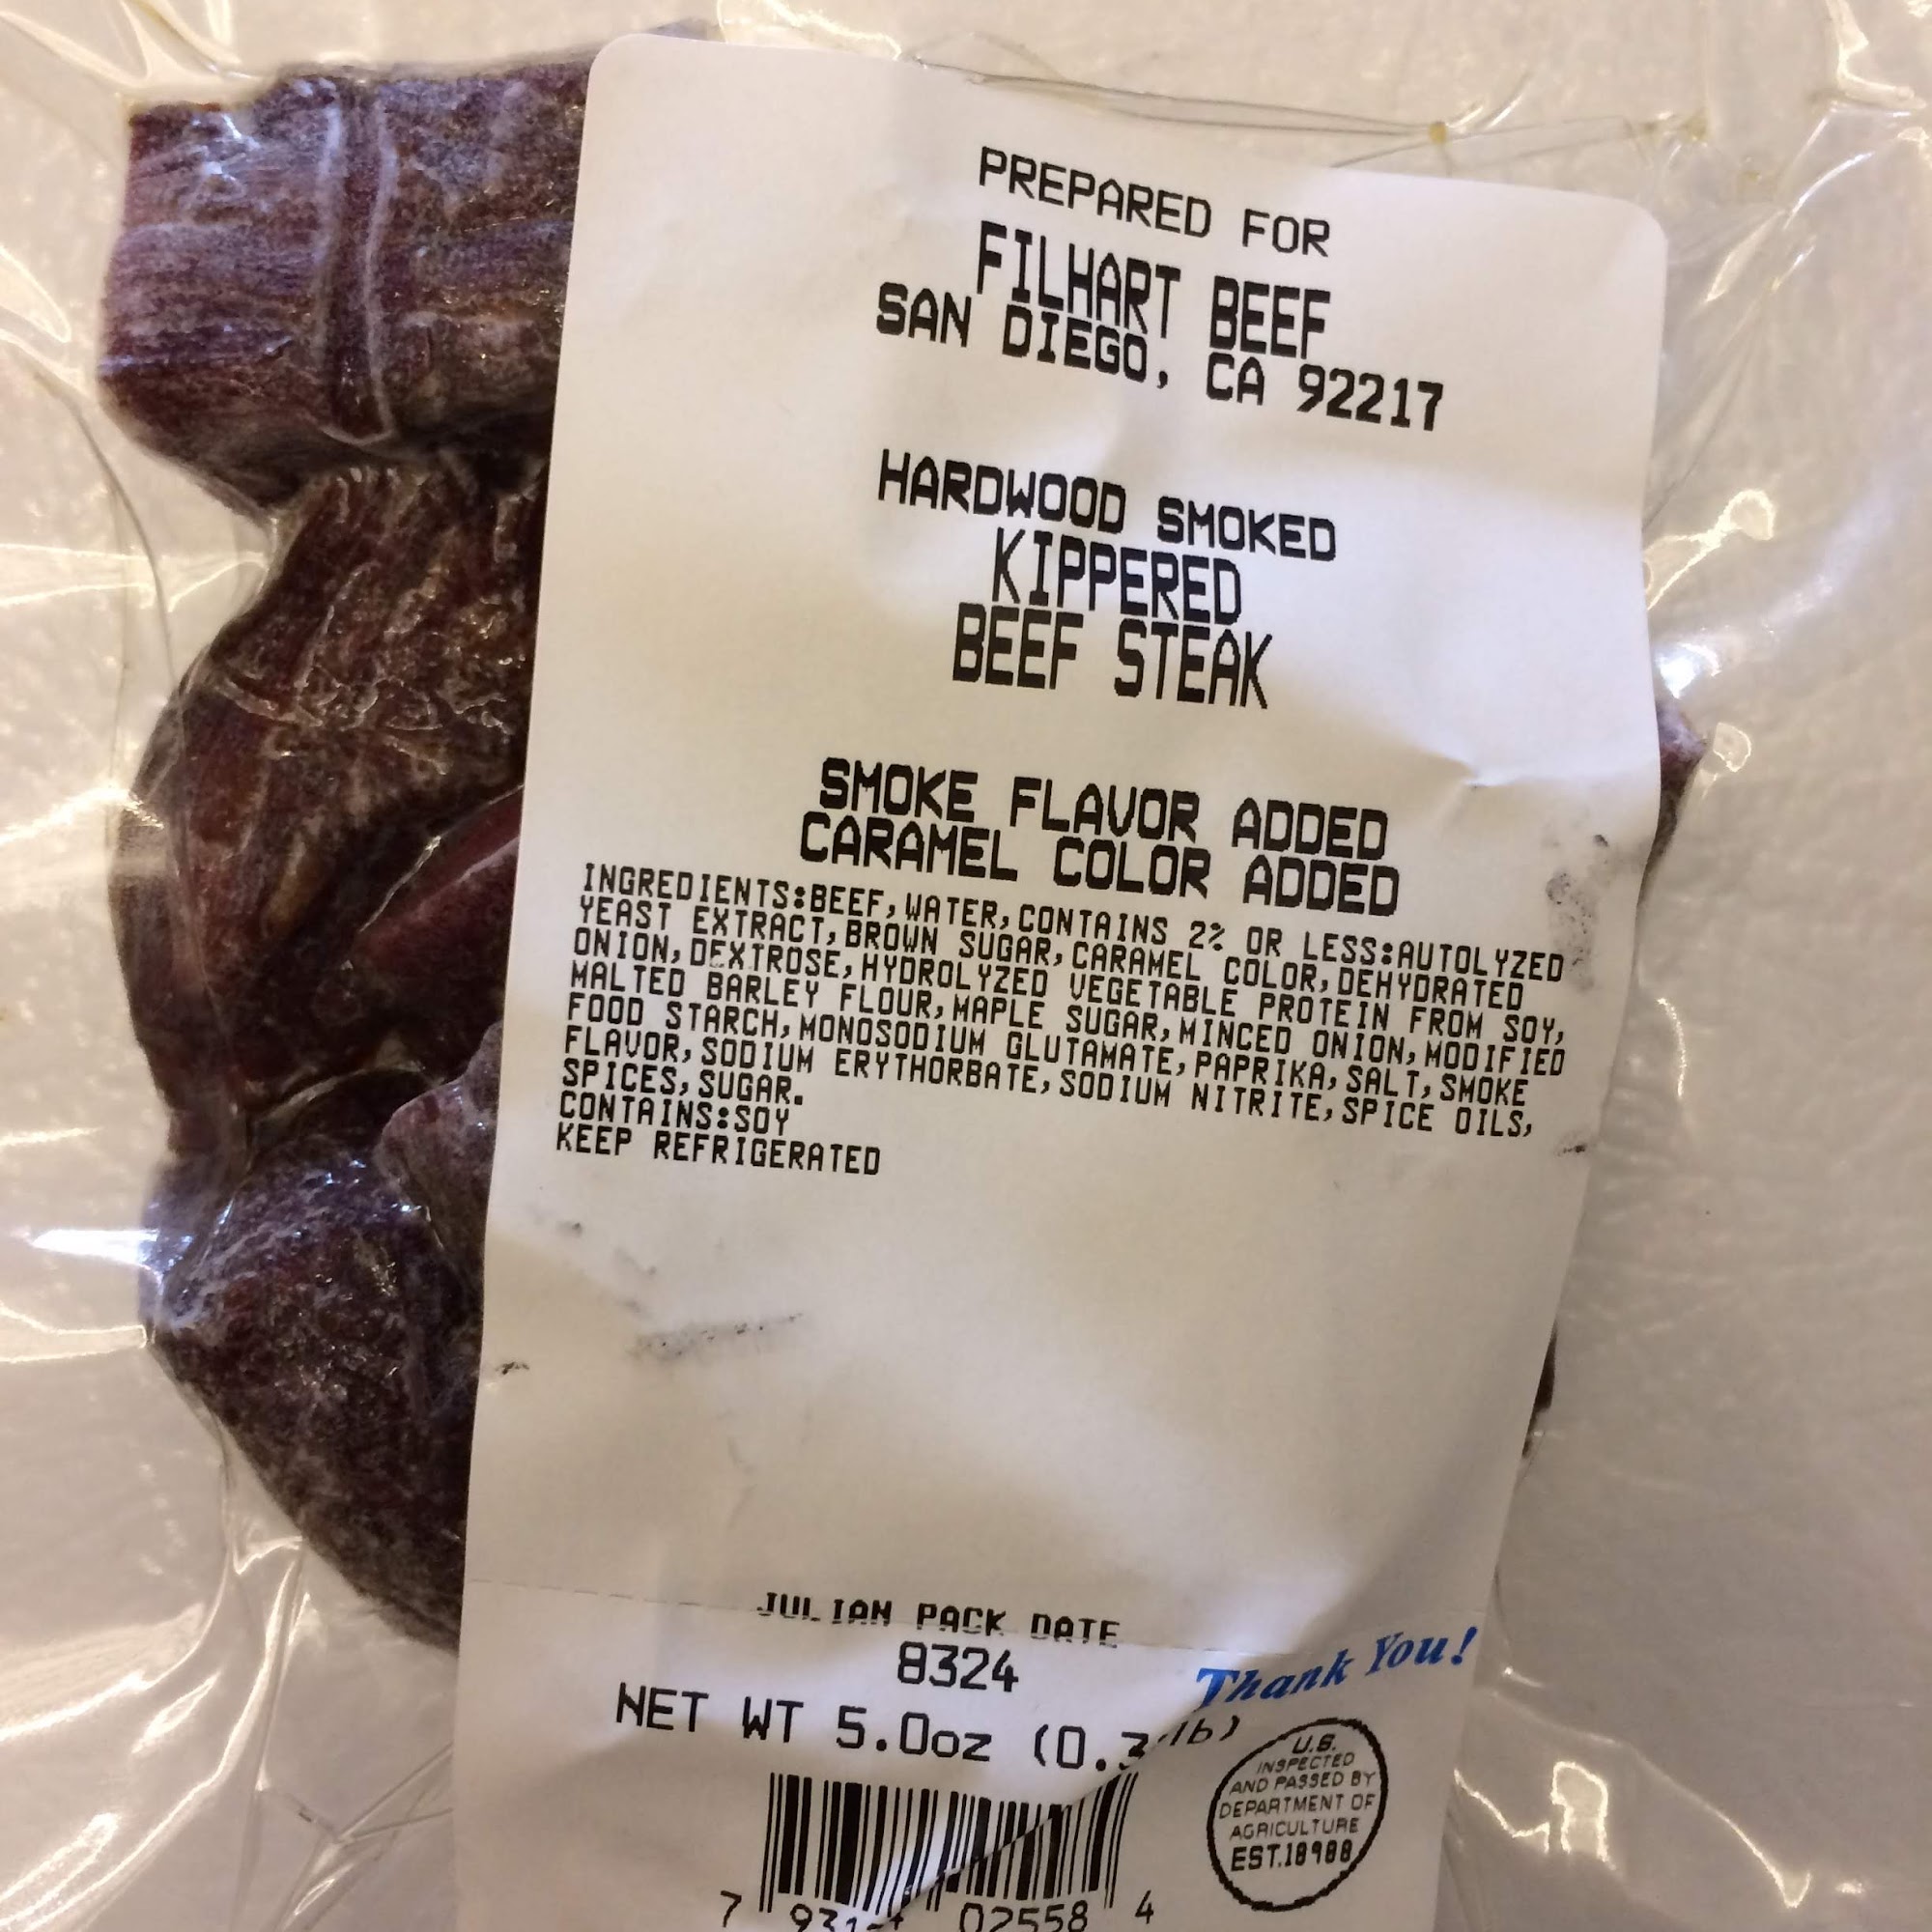 PREPARED FOR
FILHART BEEF
SAN DIEGO, CA 92217
HARDWOOD SMOKED
KIPPERED
BEEF STEAK
SMOKE FLAVOR ADDED
CARAMEL COLOR ADDED
INGREDIENTS:BEEF,WATER,CONTAINS 2% OR LESS:AUTOLYZED
YEAST EXTRACT,BROWN SUGAR,CARAMEL COLOR,DEHYDRATED
ONION,DEXTROSE,HYDROLYZED VEGETABLE PROTEIN FROM SOY,
MALTED BARLEY FLOUR,MAPLE SUGAR,MINCED ONION,MODIFIED
FOOD STARCH,MONOSODIUM GLUTAMATE,PAPRIKA,SALT,SMOKE
FLAVOR,SODIUM ERYTHORBATE,SODIUM NITRITE,SPICE OILS,
SPICES,SUGAR.
CONTAINS:SOY
KEEP REFRIGERATED
JULIAN PACK DATE
8324
Thank You!
NET WT 5.0oz
U.S.
INSPECTED
AND PASSED BY
DEPARTMENT OF
AGRICULTURE
EST.18988
7 02558 4